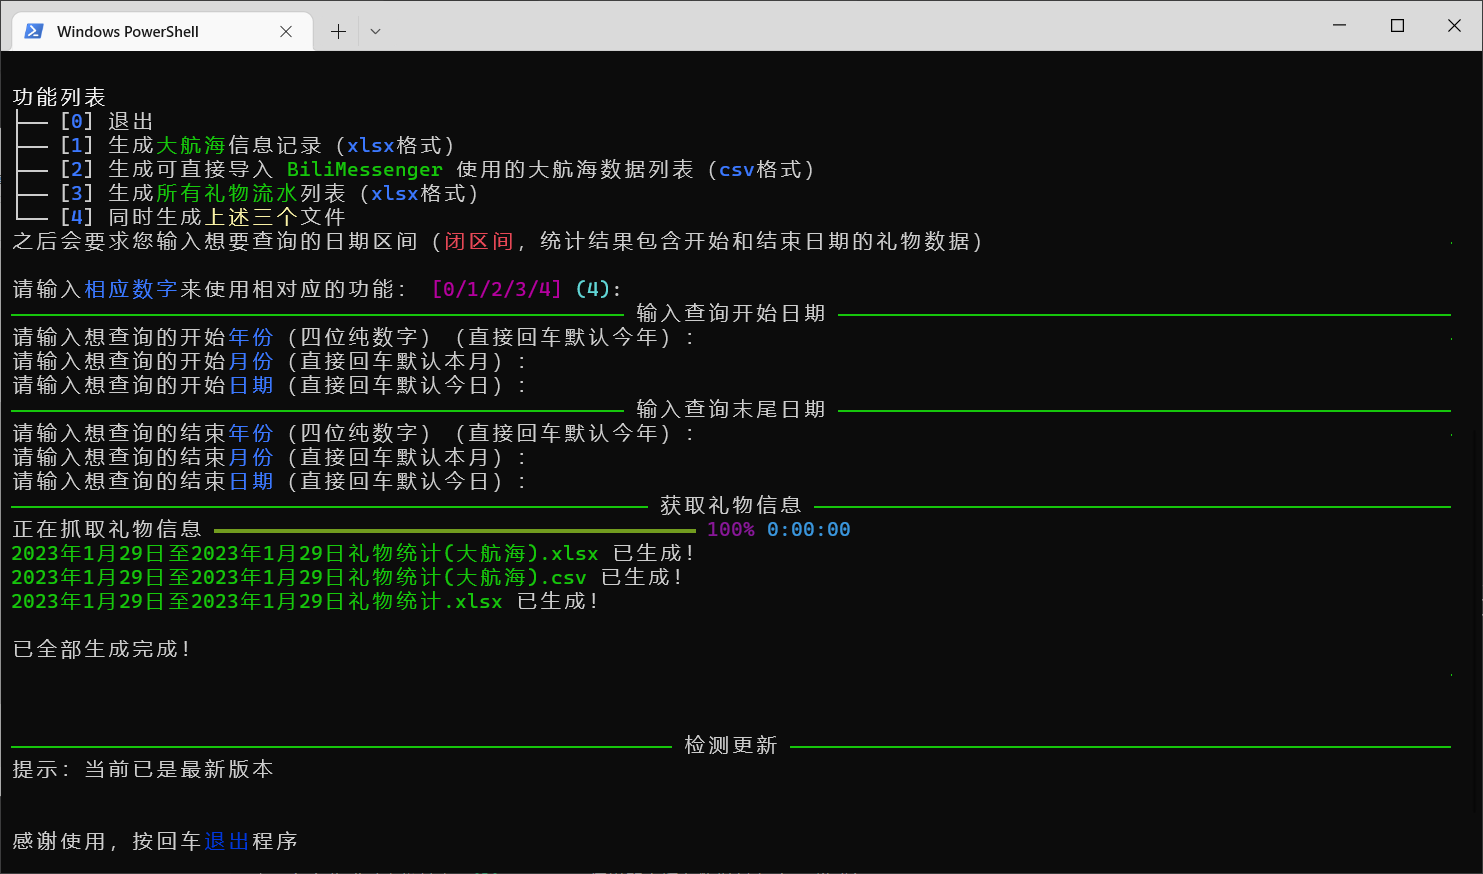 Windows PowerShell
功能列表
├── [0] 退出
├── [1] 生成大航海信息记录（xlsx格式）
├── [2] 生成可直接导入 BiliMessenger 使用的大航海数据列表（csv格式）
├── [3] 生成所有礼物流水列表（xlsx格式）
└── [4] 同时生成上述三个文件
之后会要求您输入想要查询的日期区间（闭区间，统计结果包含开始和结束日期的礼物数据）
请输入相应数字来使用相对应的功能： [0/1/2/3/4] (4):
输入查询开始日期
请输入想查询的开始年份（四位纯数字）（直接回车默认今年）：
请输入想查询的开始月份（直接回车默认本月）：
请输入想查询的开始日期（直接回车默认今日）：
输入查询末尾日期
请输入想查询的结束年份（四位纯数字）（直接回车默认今年）：
请输入想查询的结束月份（直接回车默认本月）：
请输入想查询的结束日期（直接回车默认今日）：
获取礼物信息
正在抓取礼物信息 100% 0:00:00
2023年1月29日至2023年1月29日礼物统计(大航海).xlsx 已生成！
2023年1月29日至2023年1月29日礼物统计(大航海).csv 已生成！
2023年1月29日至2023年1月29日礼物统计.xlsx 已生成！
已全部生成完成！
检测更新
提示：当前已是最新版本
感谢使用，按回车退出程序